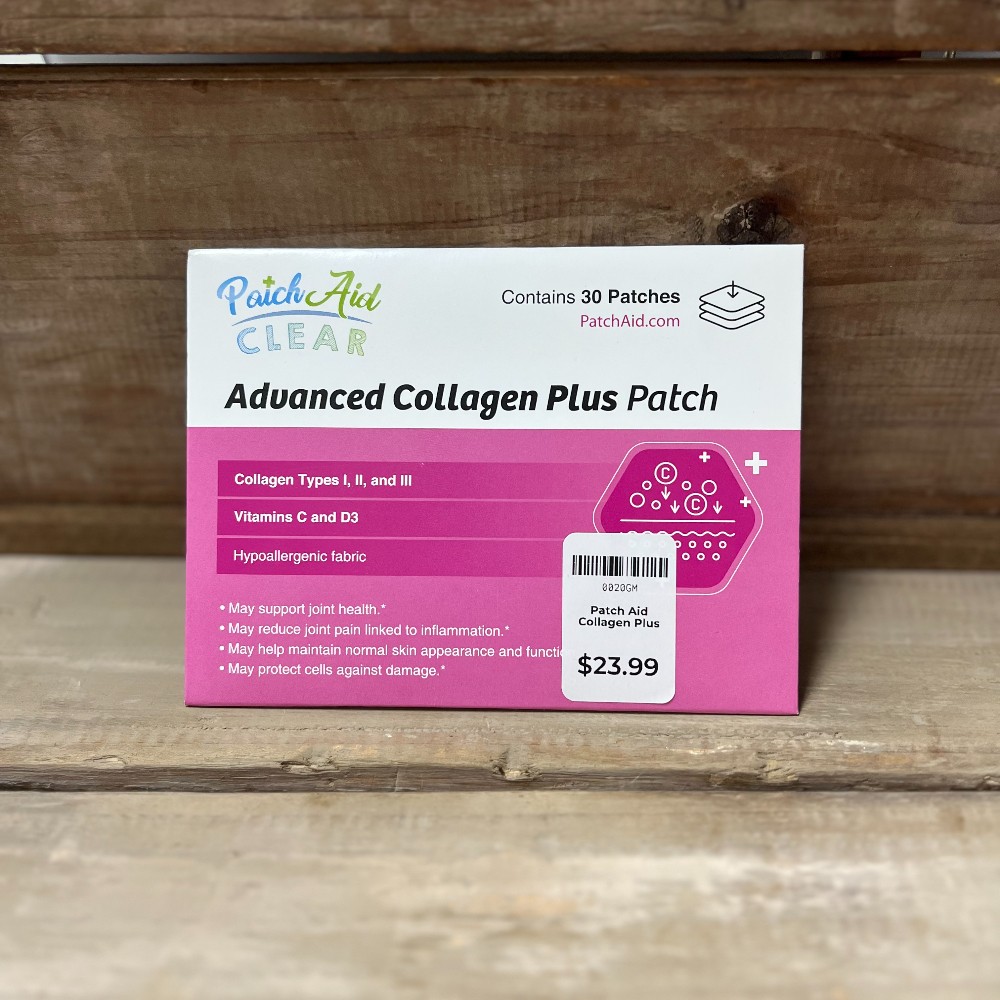 Patch Aid
CLEAR
Contains 30 Patches
PatchAid.com
Advanced Collagen Plus Patch
Collagen Types I, II, and III
Vitamins C and D3
Hypoallergenic fabric
C
C
• May support joint health.*
• May reduce joint pain linked to inflammation.*
• May help maintain normal skin appearance and
• May protect cells against damage.*
0020GM
Patch Aid
Collagen Plus
$23.99